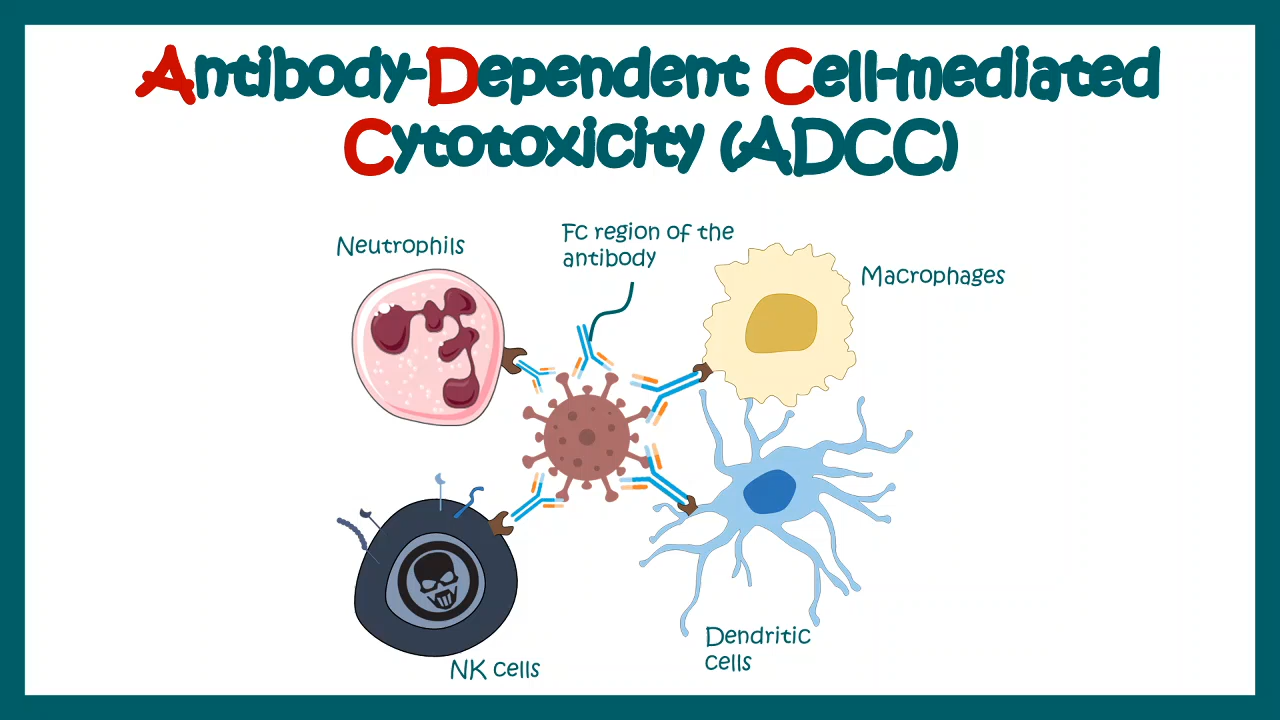 Antibody-Dependent Cell-mediated
Cytotoxicity (ADCC)
Neutrophils
Fc region of the
antibody
Macrophages
NK cells
Dendritic
cells